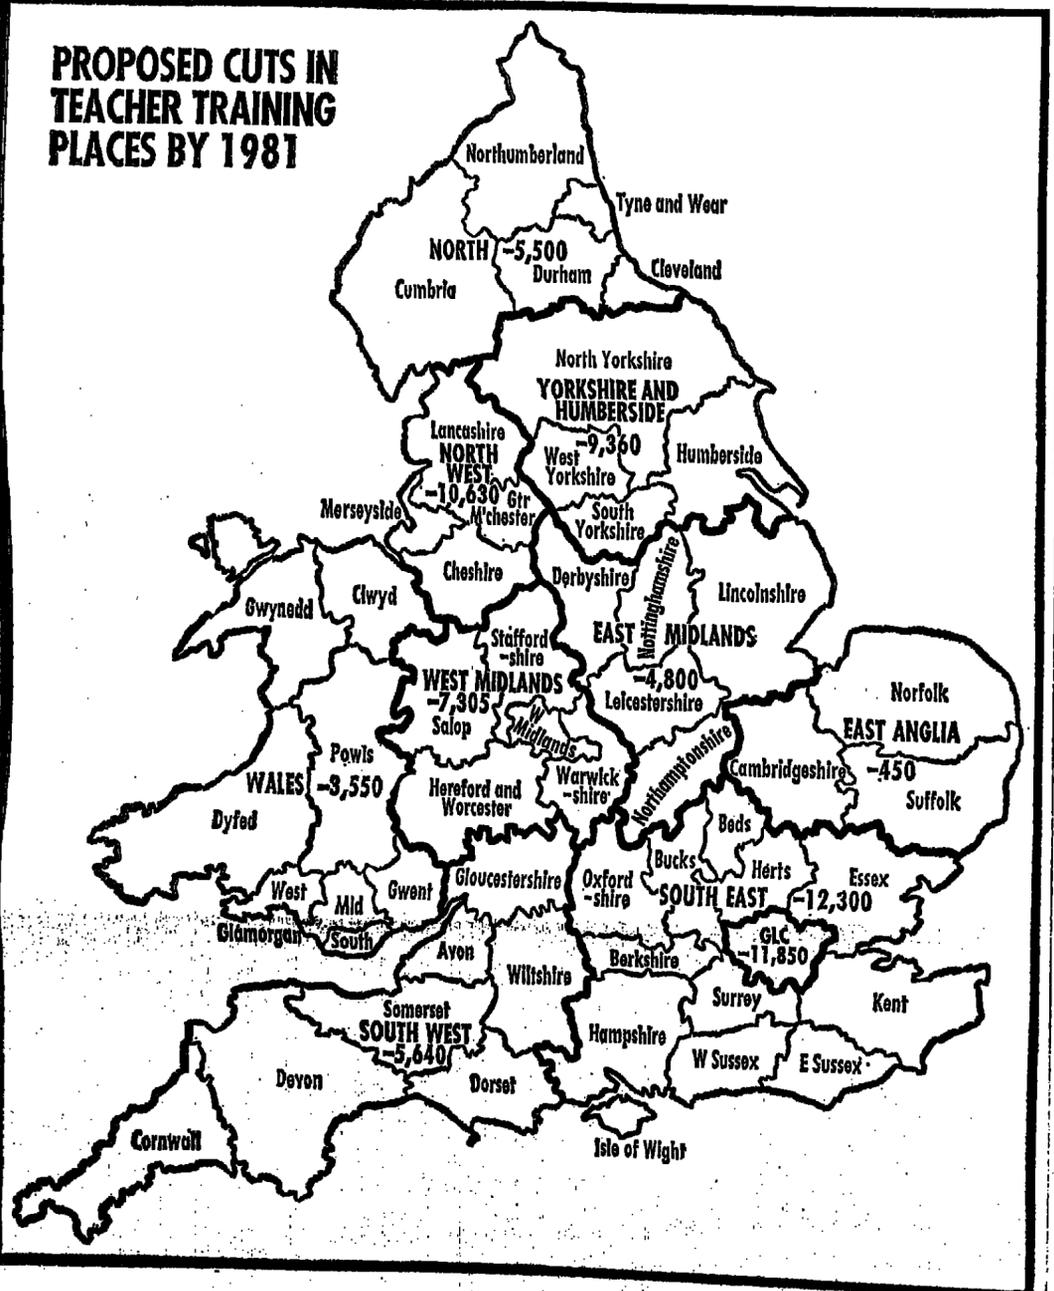 PROPOSED CUTS IN
TEACHER TRAINING
PLACES BY 1981
Northumberland
Tyne and Wear
NORTH -5,500
Durham
Cleveland
Cumbria
North Yorkshire
YORKSHIRE AND
HUMBERSIDE
-9,360
West
Yorkshire
Humberside
South
Yorkshire
Lancashire
NORTH
WEST
-10,630
Gtr
M'chester
Merseyside
Cheshire
Derbyshire
Nottinghamshire
Lincolnshire
EAST MIDLANDS
-4,800
Leicestershire
Northamptonshire
Gwynedd
Clwyd
Stafford
-shire
WEST MIDLANDS
-7,305
Salop
W
Midlands
Hereford and
Worcester
Warwick
-shire
Norfolk
EAST ANGLIA
Cambridgeshire
-450
Suffolk
Powls
WALES -3,550
Dyfed
West
Mid
Gwent
Glamorgan
South
Gloucestershire
Oxford
-shire
Bucks
Beds
Herts
Essex
SOUTH EAST -12,300
GLC
-11,850
Avon
Wiltshire
Berkshire
Surrey
Kent
Somerset
SOUTH WEST
-5,640
Hampshire
W Sussex
E Sussex
Devon
Dorset
Cornwall
Isle of Wight